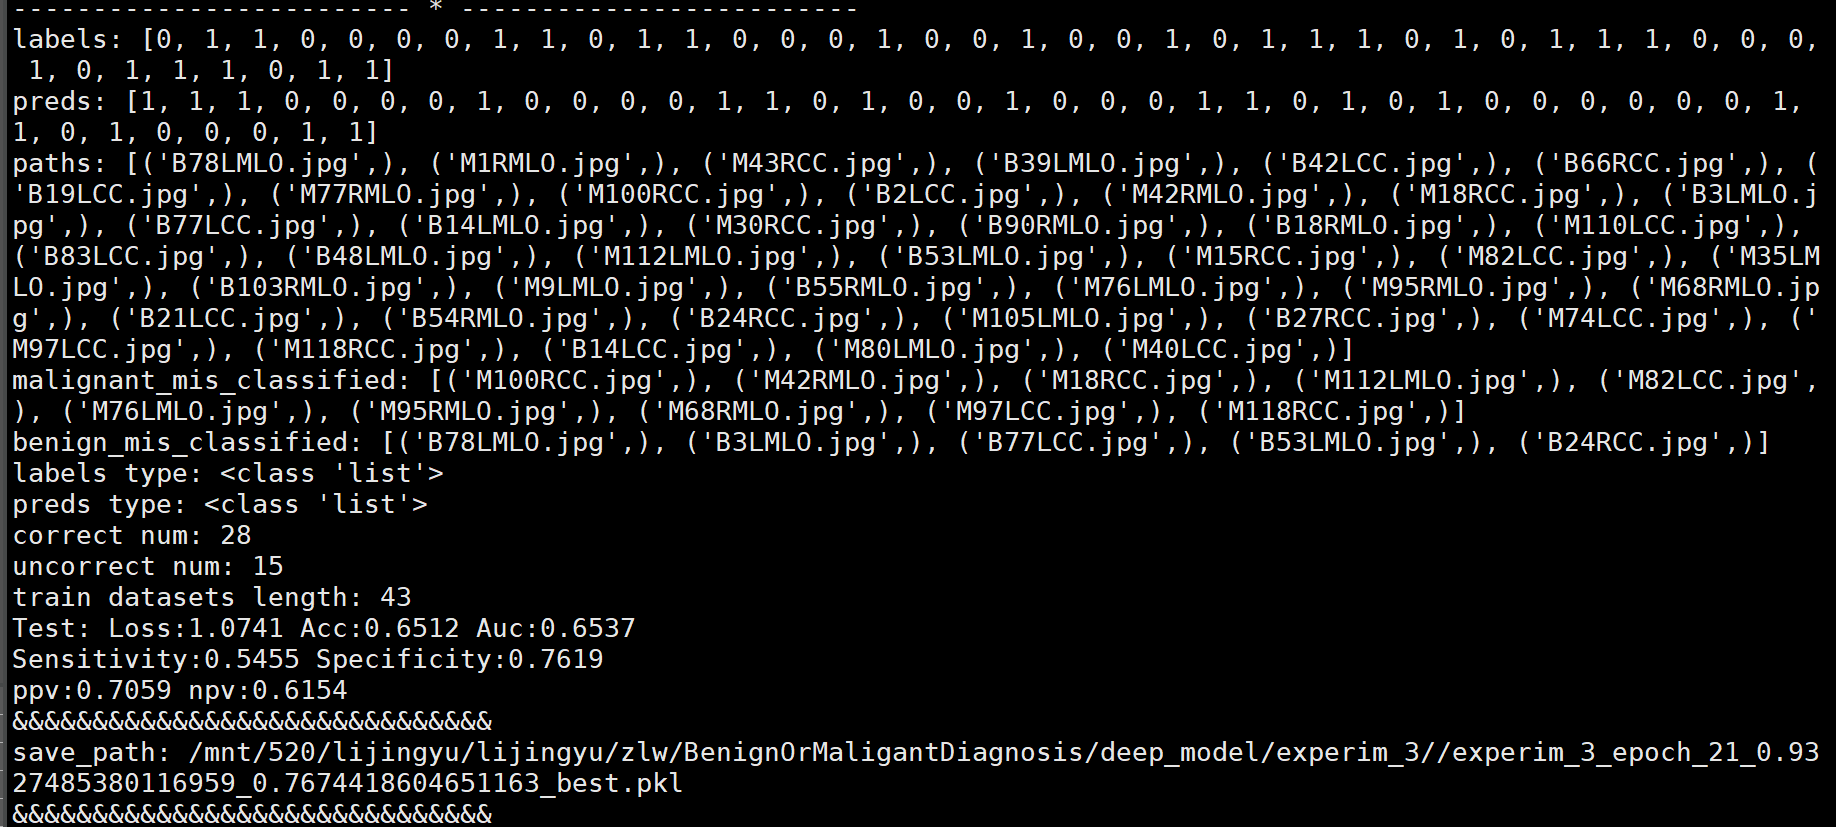 ------------------------- * -------------------------
labels: [0, 1, 1, 0, 0, 0, 0, 1, 1, 0, 1, 1, 0, 0, 0, 1, 0, 0, 1, 0, 0, 1, 0, 1, 1, 1, 0, 1, 0, 1, 1, 1, 0, 0, 0,
 1, 0, 1, 1, 1, 0, 1, 1]
preds: [1, 1, 1, 0, 0, 0, 0, 1, 0, 0, 0, 0, 1, 1, 0, 1, 0, 0, 1, 0, 0, 0, 1, 1, 0, 1, 0, 1, 0, 0, 0, 0, 0, 0, 1,
1, 0, 1, 0, 0, 0, 1, 1]
paths: [('B78LMLO.jpg',), ('M1RMLO.jpg',), ('M43RCC.jpg',), ('B39LMLO.jpg',), ('B42LCC.jpg',), ('B66RCC.jpg',), (
'B19LCC.jpg',), ('M77RMLO.jpg',), ('M100RCC.jpg',), ('B2LCC.jpg',), ('M42RMLO.jpg',), ('M18RCC.jpg',), ('B3LMLO.j
pg',), ('B77LCC.jpg',), ('B14LMLO.jpg',), ('M30RCC.jpg',), ('B90RMLO.jpg',), ('B18RMLO.jpg',), ('M110LCC.jpg',),
('B83LCC.jpg',), ('B48LMLO.jpg',), ('M112LMLO.jpg',), ('B53LMLO.jpg',), ('M15RCC.jpg',), ('M82LCC.jpg',), ('M35LM
LO.jpg',), ('B103RMLO.jpg',), ('M9LMLO.jpg',), ('B55RMLO.jpg',), ('M76LMLO.jpg',), ('M95RMLO.jpg',), ('M68RMLO.jp
g',), ('B21LCC.jpg',), ('B54RMLO.jpg',), ('B24RCC.jpg',), ('M105LMLO.jpg',), ('B27RCC.jpg',), ('M74LCC.jpg',), ('
M97LCC.jpg',), ('M118RCC.jpg',), ('B14LCC.jpg',), ('M80LMLO.jpg',), ('M40LCC.jpg',)]
malignant_mis_classified: [('M100RCC.jpg',), ('M42RMLO.jpg',), ('M18RCC.jpg',), ('M112LMLO.jpg',), ('M82LCC.jpg',
), ('M76LMLO.jpg',), ('M95RMLO.jpg',), ('M68RMLO.jpg',), ('M97LCC.jpg',), ('M118RCC.jpg',)]
benign_mis_classified: [('B78LMLO.jpg',), ('B3LMLO.jpg',), ('B77LCC.jpg',), ('B53LMLO.jpg',), ('B24RCC.jpg',)]
labels type: <class 'list'>
preds type: <class 'list'>
correct num: 28
uncorrect num: 15
train datasets length: 43
Test: Loss:1.0741 Acc:0.6512 Auc:0.6537
Sensitivity:0.5455 Specificity:0.7619
ppv:0.7059 npv:0.6154
&&&&&&&&&&&&&&&&&&&&&&&&&&&&&&
save_path: /mnt/520/lijingyu/lijingyu/zlw/BenignOrMaligantDiagnosis/deep_model/experim_3//experim_3_epoch_21_0.93
27485380116959_0.7674418604651163_best.pkl
&&&&&&&&&&&&&&&&&&&&&&&&&&&&&&